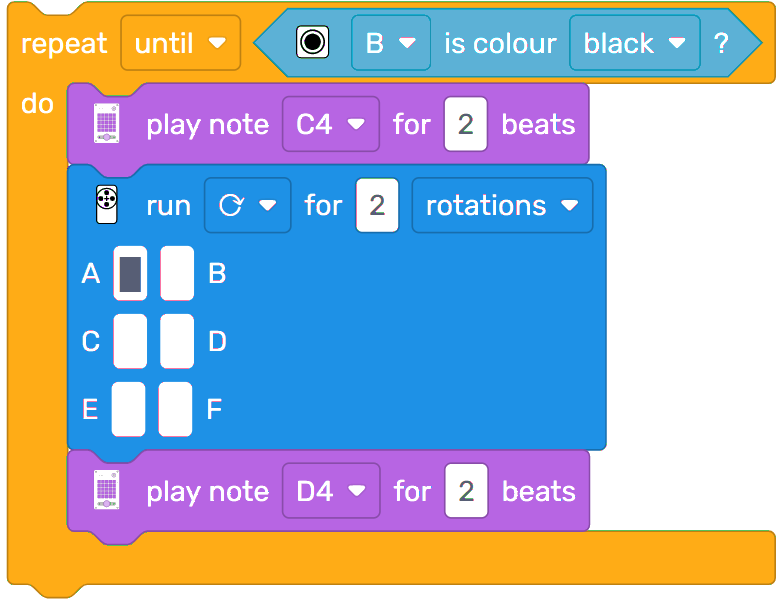 repeat until B is colour black ?
do
play note C4 for 2 beats
run for 2 rotations
A B
C D
E F
play note D4 for 2 beats